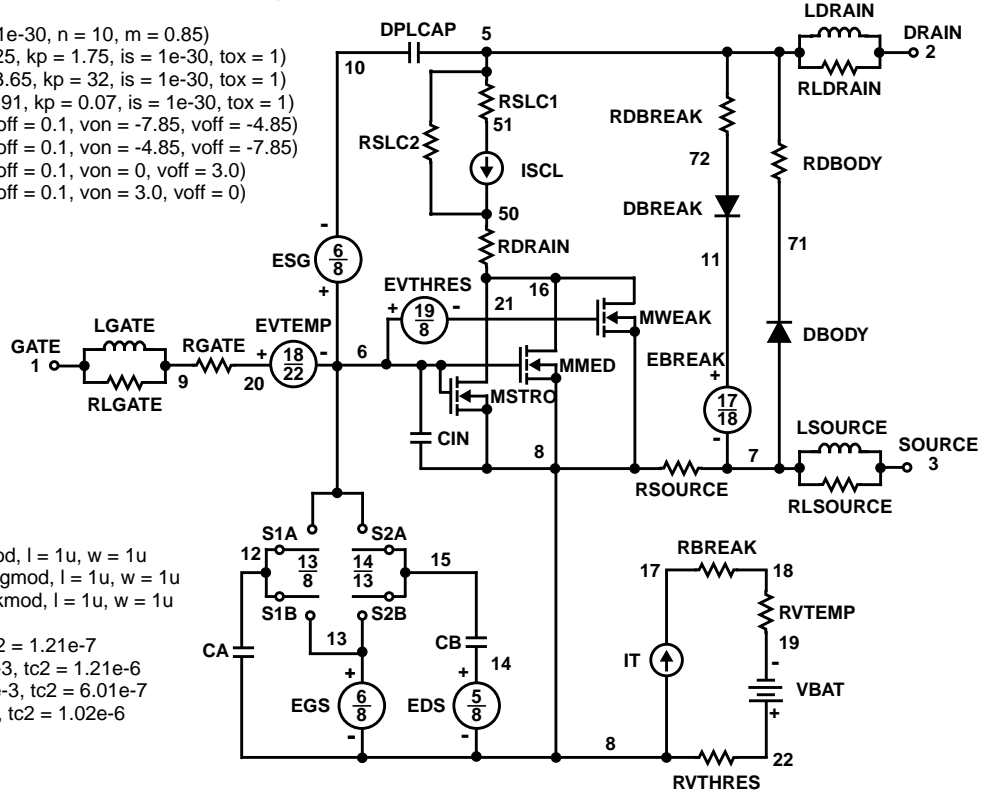 1e-30, n = 10, m = 0.85)
25, kp = 1.75, is = 1e-30, tox = 1)
3.65, kp = 32, is = 1e-30, tox = 1)
91, kp = 0.07, is = 1e-30, tox = 1)
off = 0.1, von = -7.85, voff = -4.85)
off = 0.1, von = -4.85, voff = -7.85)
off = 0.1, von = 0, voff = 3.0)
off = 0.1, von = 3.0, voff = 0)
LDRAIN
DPLCAP 5 DRAIN
10 2
RSLC1 RLDRAIN
51 RDBREAK
RSLC2 72 RDBODY
ISCL
DBREAK
50
RDRAIN 71
- 11
ESG 6
8
+ EVTHRES
+ 19 - 21 16
8
MWEAK
LGATE EVTEMP DBODY
GATE RGATE + 18 - 6 EBREAK
1 22 MMED +
9 20 17
RLGATE MSTRO 18
- LSOURCE
CIN 8 7 SOURCE
3
RSOURCE
RLSOURCE
S1A S2A
12 13 14 15
8 13
S1B S2B
RBREAK
17 18
RVTEMP
13 CB 19
CA 14 IT -
+ +
VBAT
EGS 6 EDS 5
8 8 +
- -
8 22
RVTHRES
od, l = 1u, w = 1u
gmod, l = 1u, w = 1u
kmod, l = 1u, w = 1u
2 = 1.21e-7
e-3, tc2 = 1.21e-6
e-3, tc2 = 6.01e-7
, tc2 = 1.02e-6